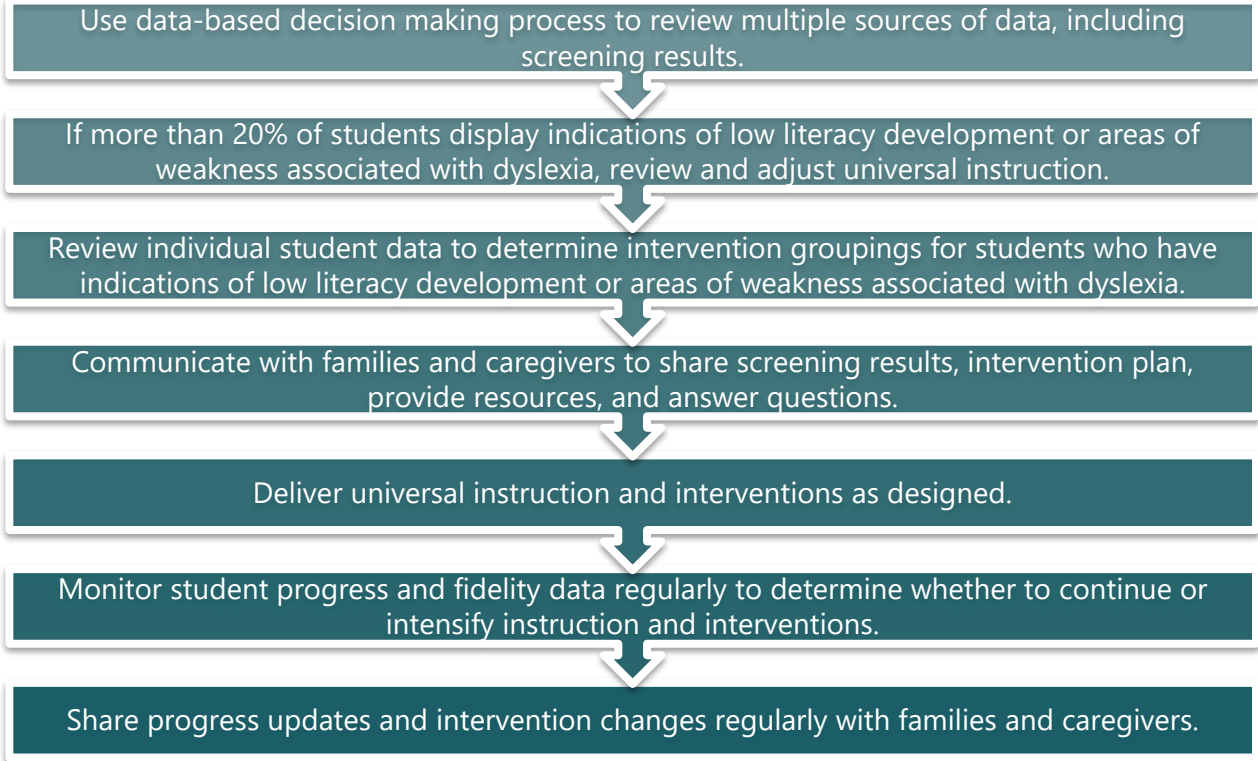 Use data-based decision making process to review multiple sources of data, including
screening results.
If more than 20% of students display indications of low literacy development or areas of
weakness associated with dyslexia, review and adjust universal instruction.
Review individual student data to determine intervention groupings for students who have
indications of low literacy development or areas of weakness associated with dyslexia.
Communicate with families and caregivers to share screening results, intervention plan,
provide resources, and answer questions.
Deliver universal instruction and interventions as designed.
Monitor student progress and fidelity data regularly to determine whether to continue or
intensify instruction and interventions.
Share progress updates and intervention changes regularly with families and caregivers.